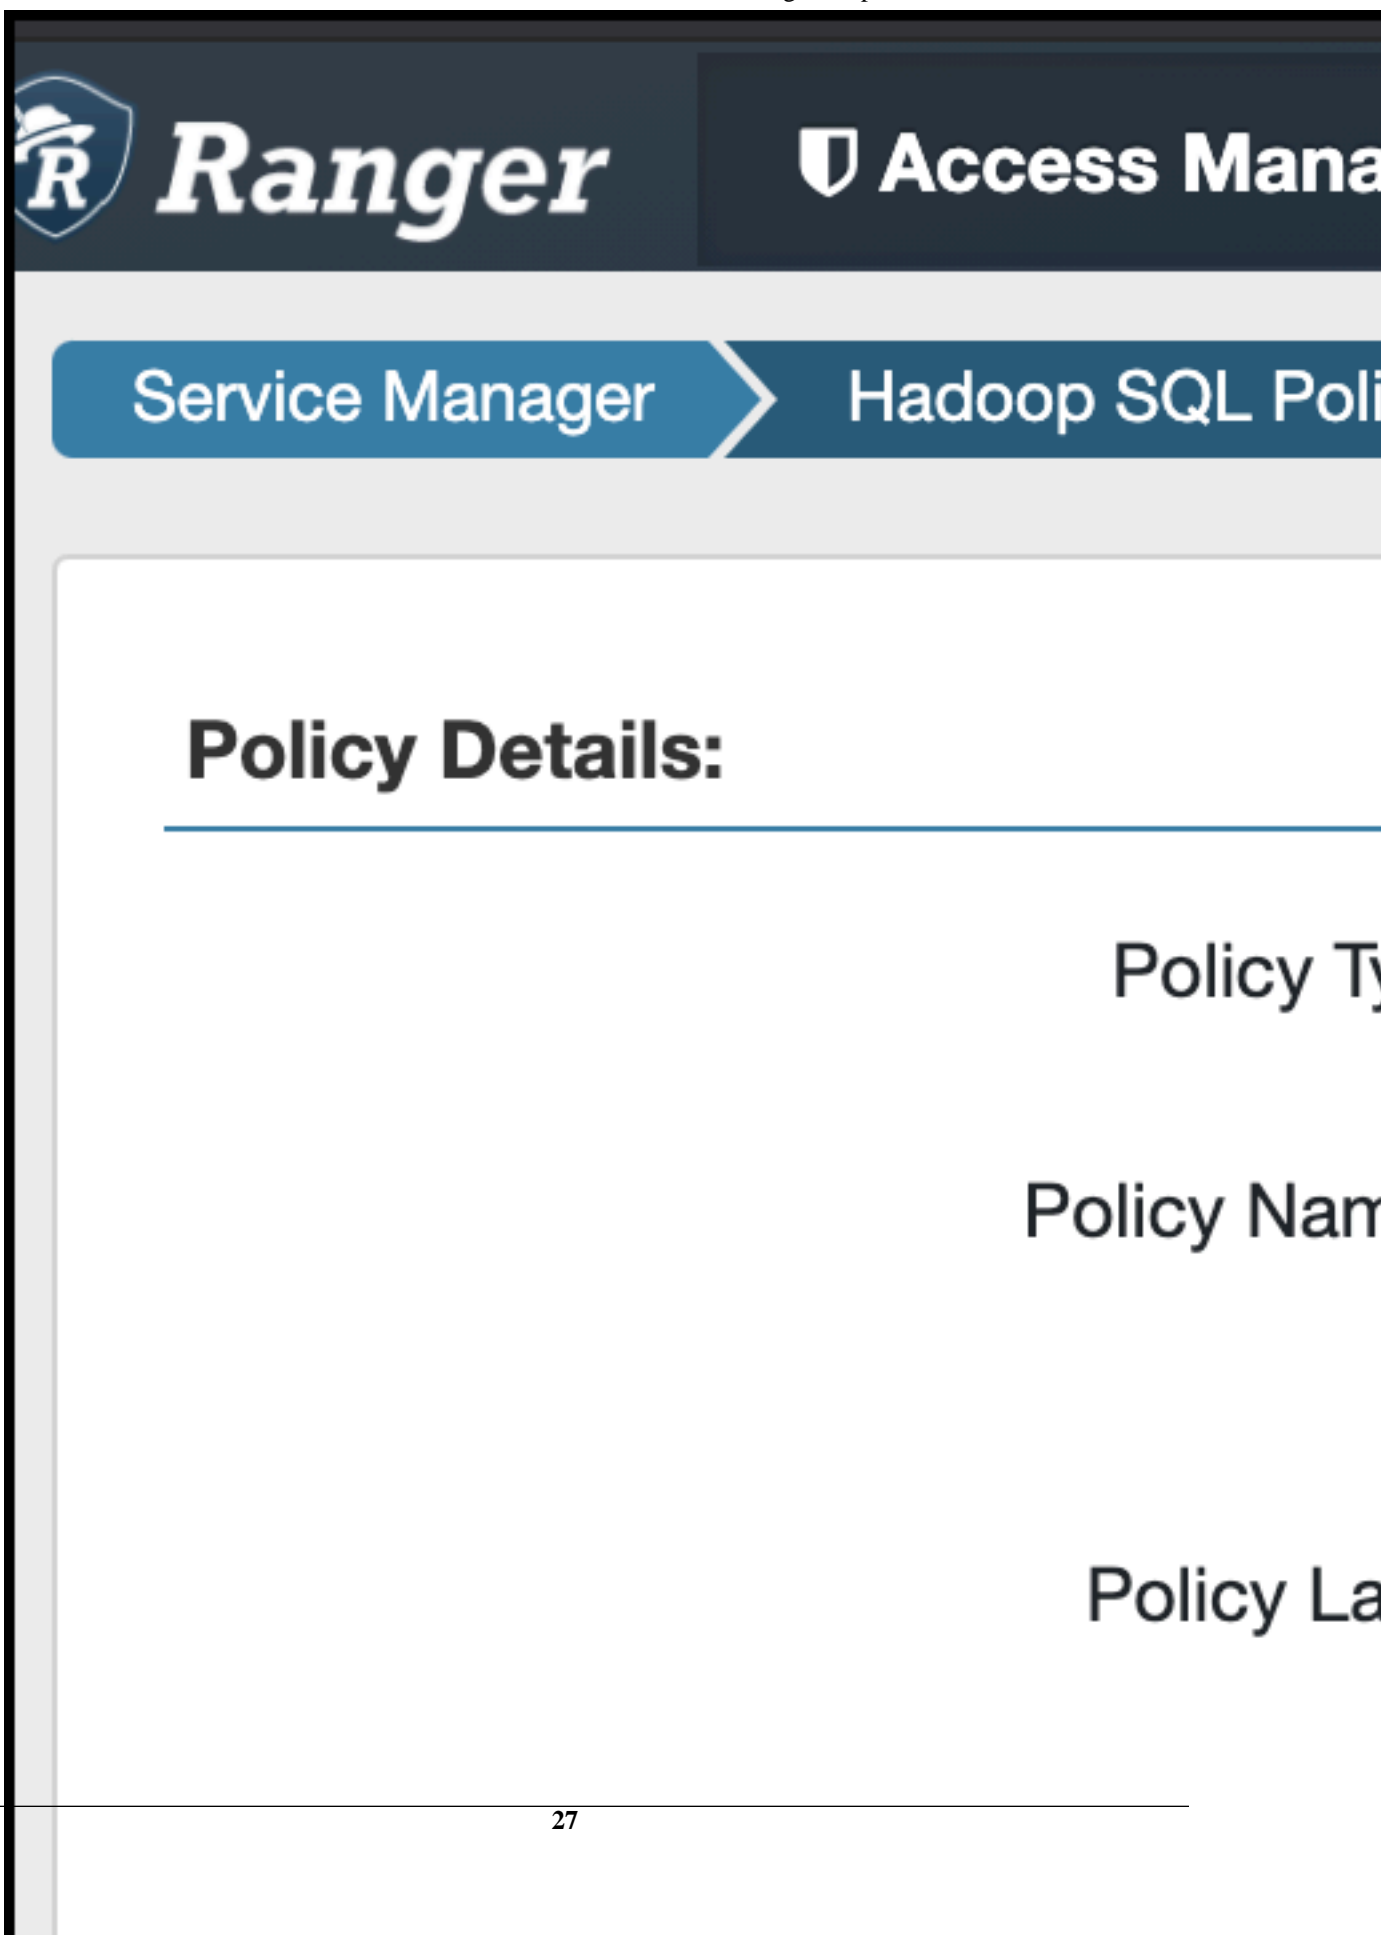 R Ranger
Access Mana
Service Manager
Hadoop SQL Poli
Policy Details:
Policy Ty
Policy Nam
Policy La
27